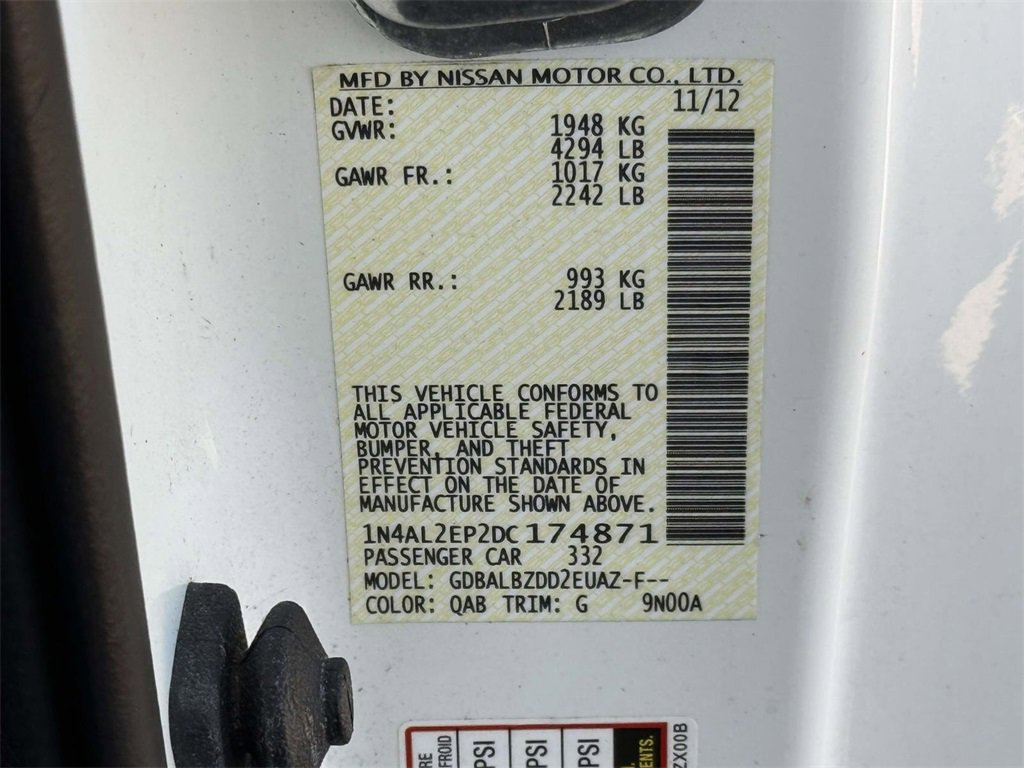 MFD BY NISSAN MOTOR CO., LTD.
DATE: 11/12
GVWR: 1948 KG
4294 LB
GAWR FR.: 1017 KG
2242 LB
GAWR RR.: 993 KG
2189 LB
THIS VEHICLE CONFORMS TO
ALL APPLICABLE FEDERAL
MOTOR VEHICLE SAFETY,
BUMPER, AND THEFT
PREVENTION STANDARDS IN
EFFECT ON THE DATE OF
MANUFACTURE SHOWN ABOVE.
1N4AL2EP2DC174871
PASSENGER CAR 332
MODEL: GDBALBZDD2EUAZ-F--
COLOR: QAB TRIM: G 9N00A
FROID
PSI
PSI
PSI
ZX00B